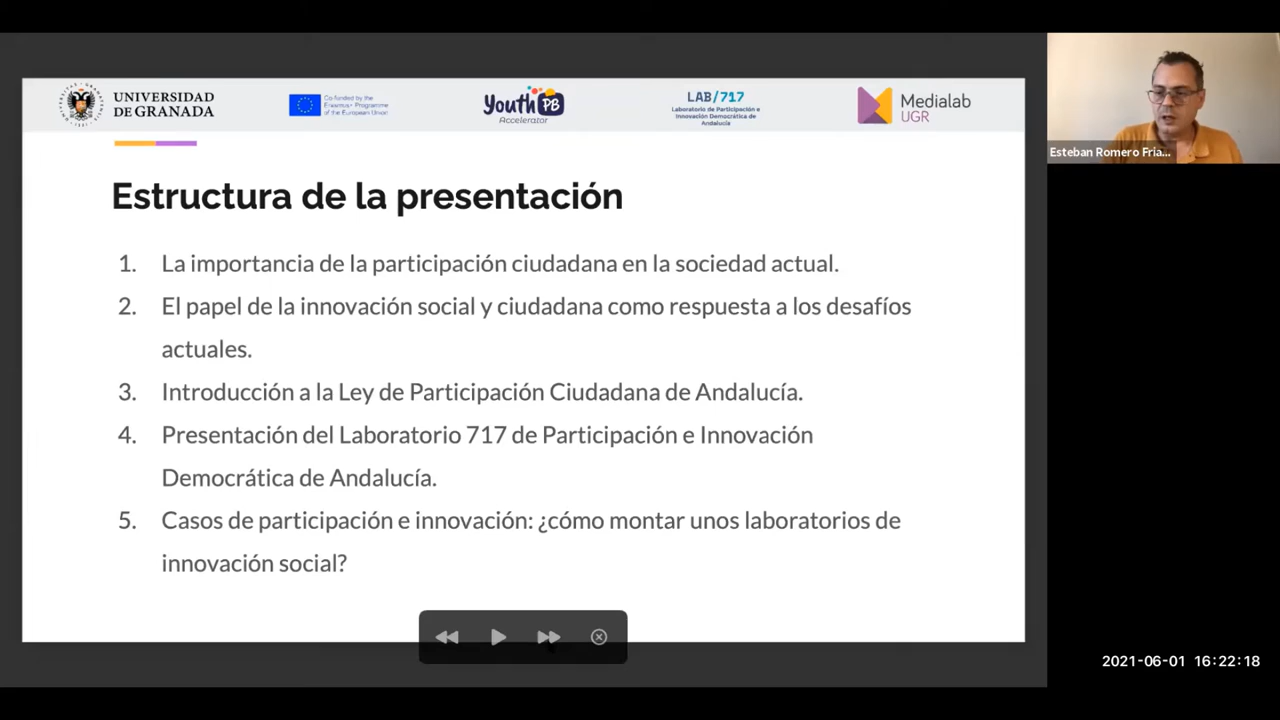 UNIVERSIDAD
DE GRANADA
Co-funded by the
Erasmus+ Programme
of the European Union
Youth PB
Accelerator
LAB/717
Laboratorio de Participación e
Innovación Democrática de
Andalucía
Medialab
UGR
Esteban Romero Fría...
Estructura de la presentación
1. La importancia de la participación ciudadana en la sociedad actual.
2. El papel de la innovación social y ciudadana como respuesta a los desafíos
actuales.
3. Introducción a la Ley de Participación Ciudadana de Andalucía.
4. Presentación del Laboratorio 717 de Participación e Innovación
Democrática de Andalucía.
5. Casos de participación e innovación: ¿cómo montar unos laboratorios de
innovación social?
2021-06-01 16:22:18